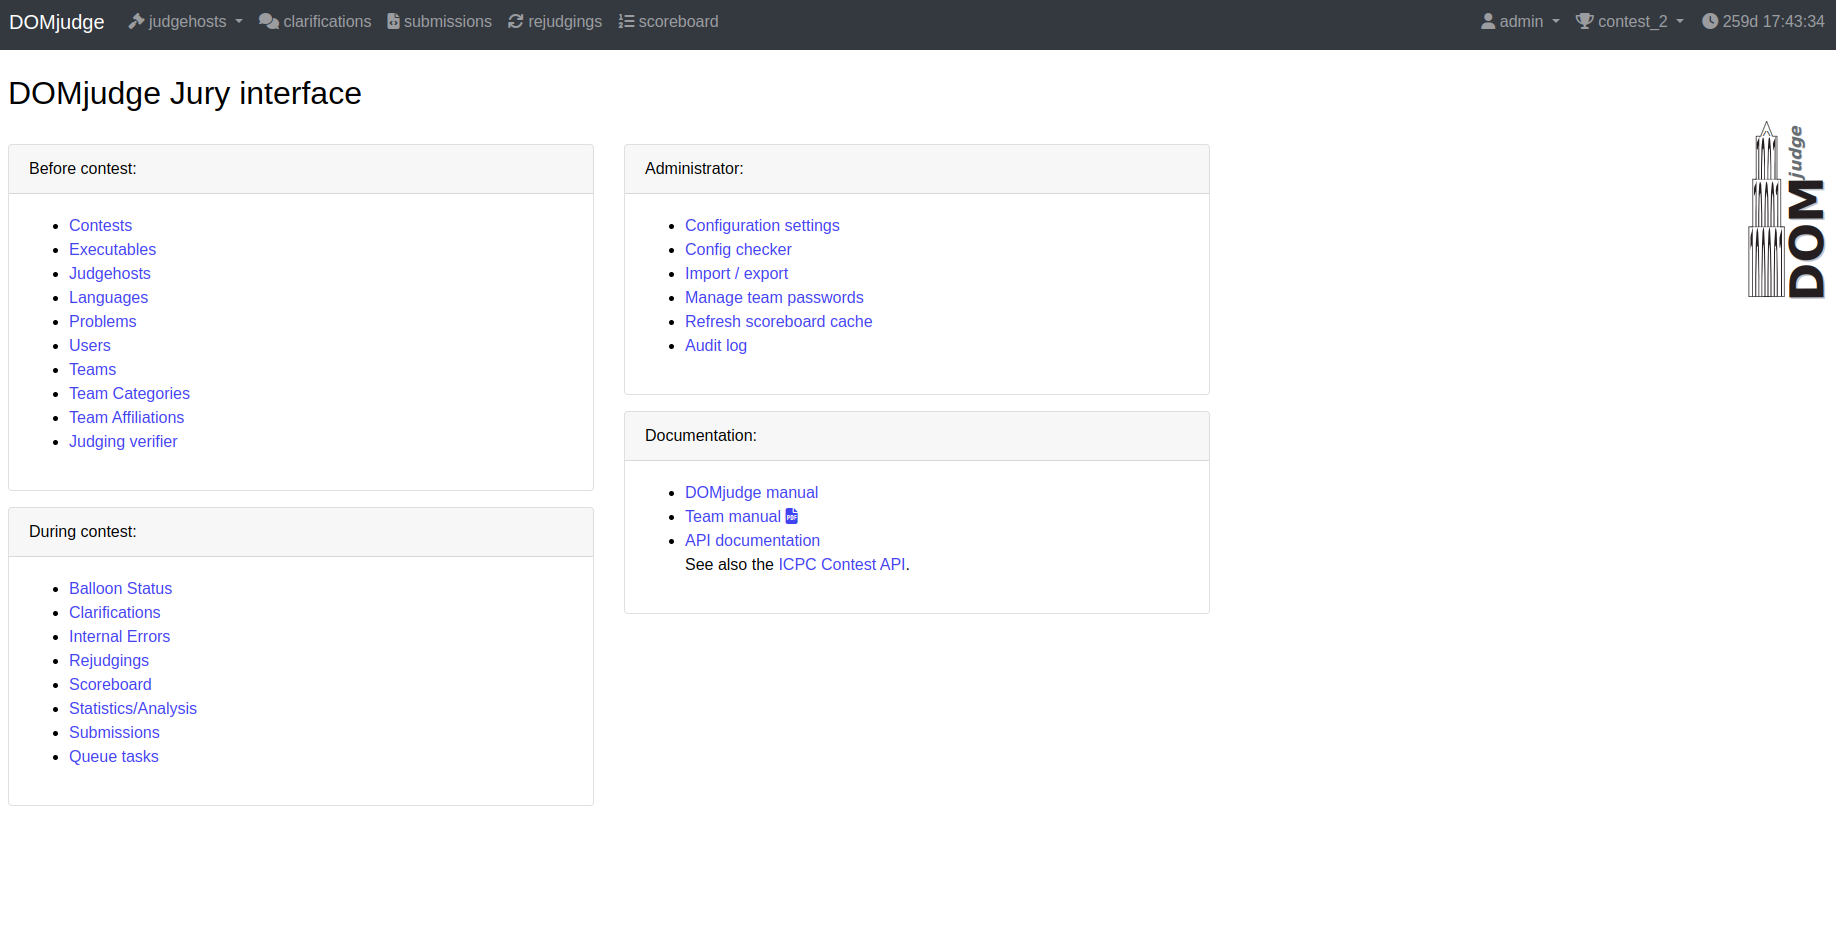 DOMjudge judgehosts clarifications submissions rejudgings scoreboard admin contest_2 259d 17:43:34
DOMjudge Jury interface
Before contest:
Contests
Executables
Judgehosts
Languages
Problems
Users
Teams
Team Categories
Team Affiliations
Judging verifier
During contest:
Balloon Status
Clarifications
Internal Errors
Rejudgings
Scoreboard
Statistics/Analysis
Submissions
Queue tasks
Administrator:
Configuration settings
Config checker
Import / export
Manage team passwords
Refresh scoreboard cache
Audit log
Documentation:
DOMjudge manual
Team manual PDF
API documentation
See also the ICPC Contest API.
DOMjudge